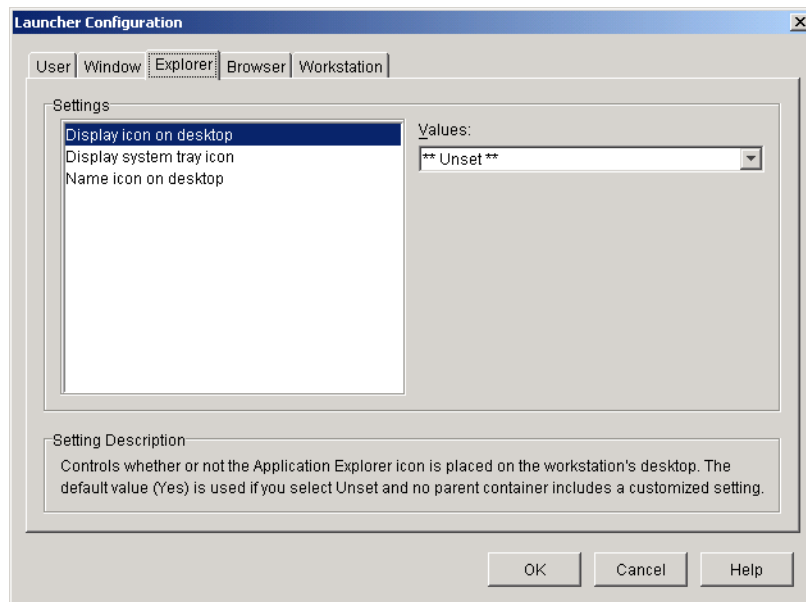 Launcher Configuration
User Window Explorer Browser Workstation
Settings
Display icon on desktop
Display system tray icon
Name icon on desktop
Values:
** Unset **
Setting Description
Controls whether or not the Application Explorer icon is placed on the workstation's desktop. The
default value (Yes) is used if you select Unset and no parent container includes a customized setting.
OK Cancel Help